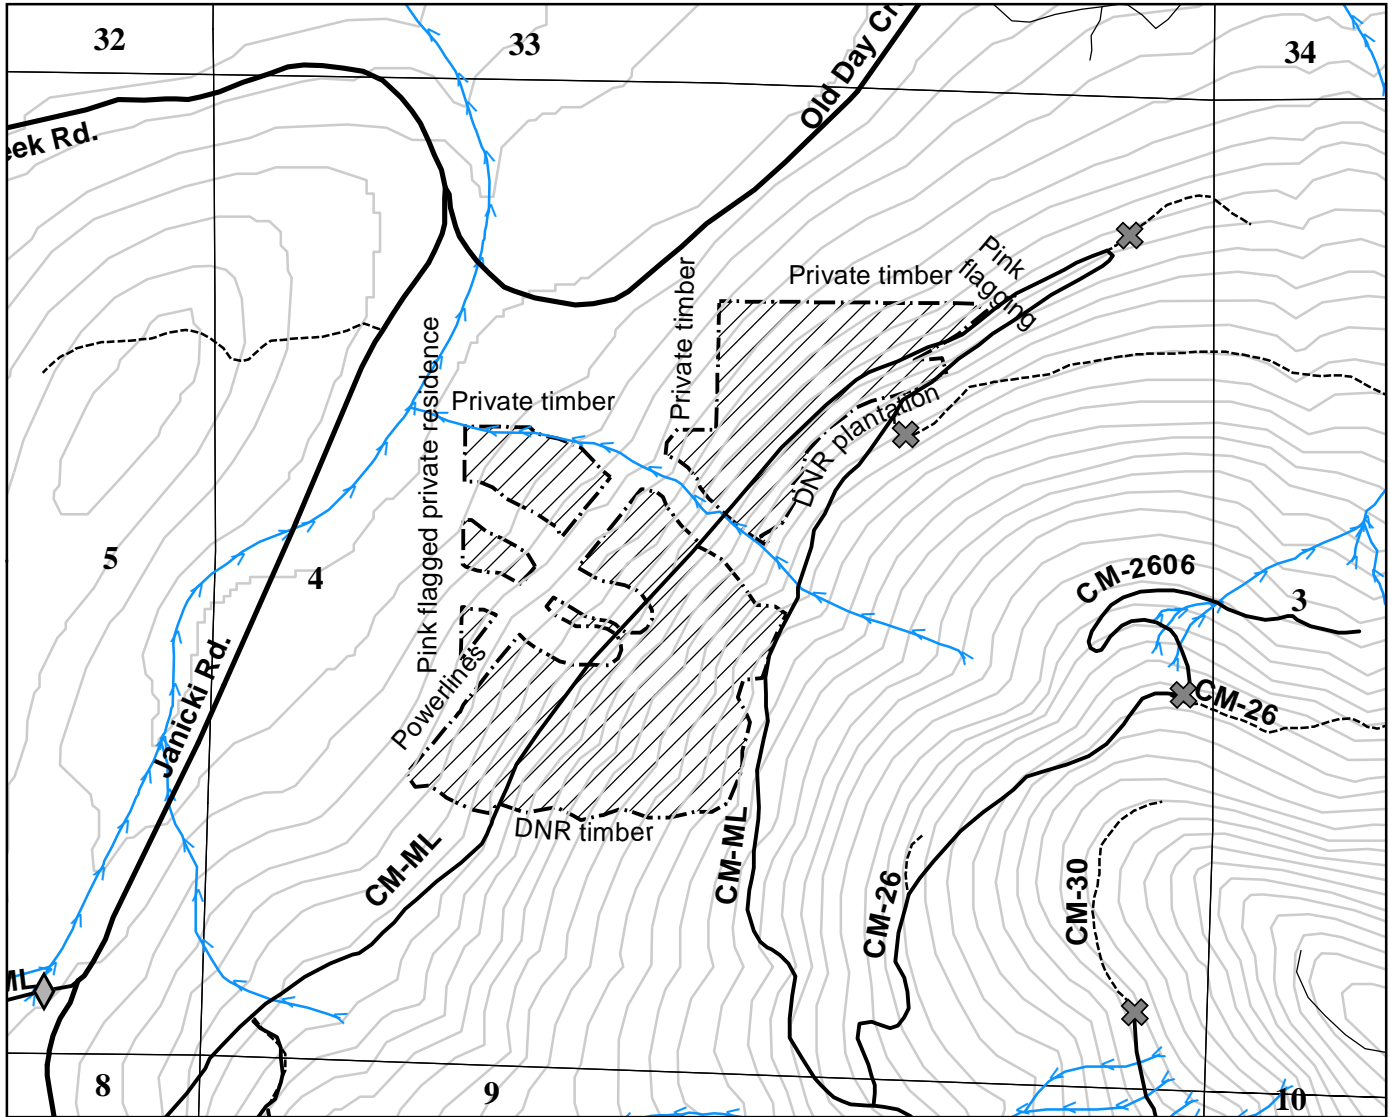 32
33
34
Old Day Cr
eek Rd.
Pink
flagging
Private timber
Private timber
Pink flagged private residence
Private timber
DNR plantation
5
4
CM-2606
3
Janicki Rd.
Powerlines
CM-26
DNR timber
CM-ML
CM-ML
CM-26
CM-30
ML
8
9
10